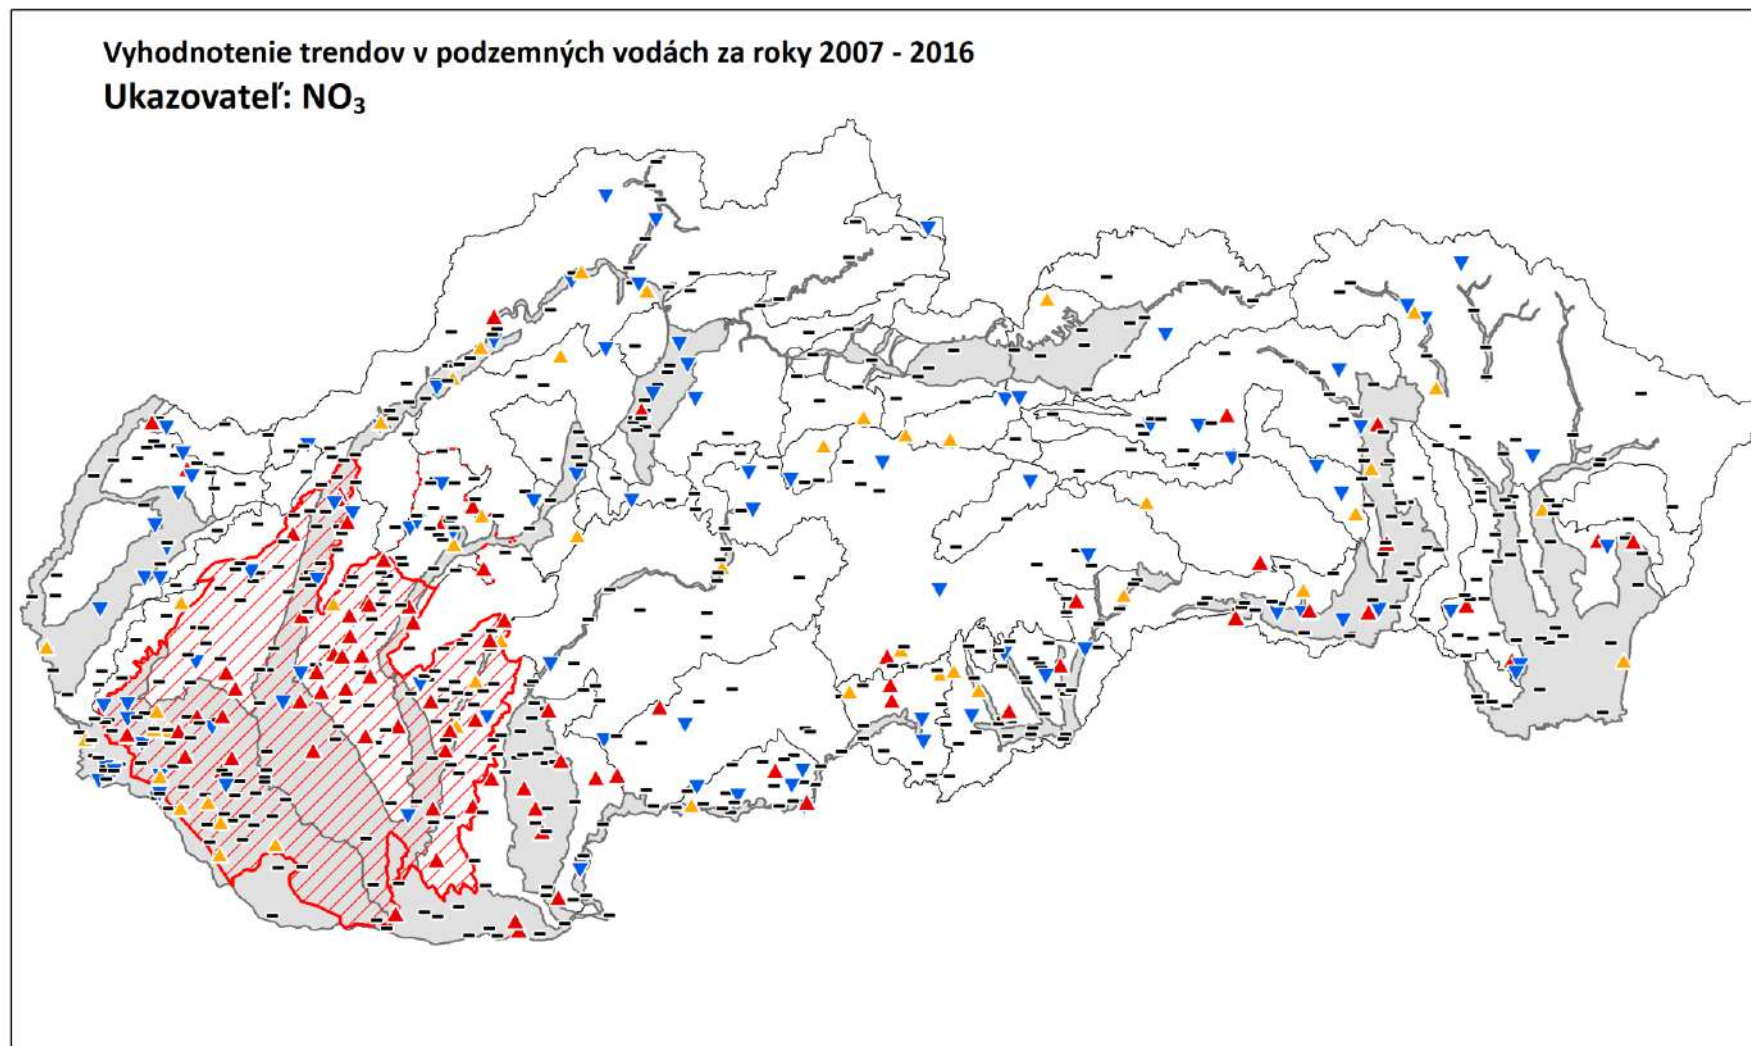 Vyhodnotenie trendov v podzemných vodách za roky 2007 - 2016
Ukazovateľ: NO₃